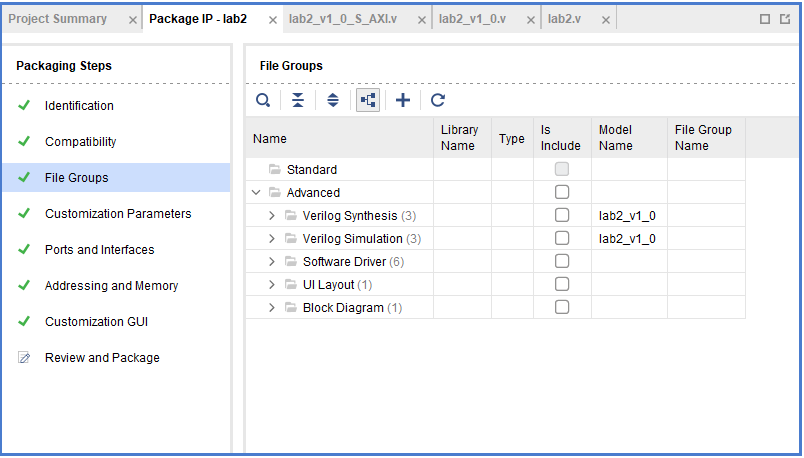 Project Summary
Package IP - lab2
lab2_v1_0_S_AXI.v
lab2_v1_0.v
lab2.v
Packaging Steps
Identification
Compatibility
File Groups
Customization Parameters
Ports and Interfaces
Addressing and Memory
Customization GUI
Review and Package
File Groups
Name
Library
Name
Type
Is
Include
Model
Name
File Group
Name
Standard
Advanced
Verilog Synthesis (3) lab2_v1_0
Verilog Simulation (3) lab2_v1_0
Software Driver (6)
UI Layout (1)
Block Diagram (1)